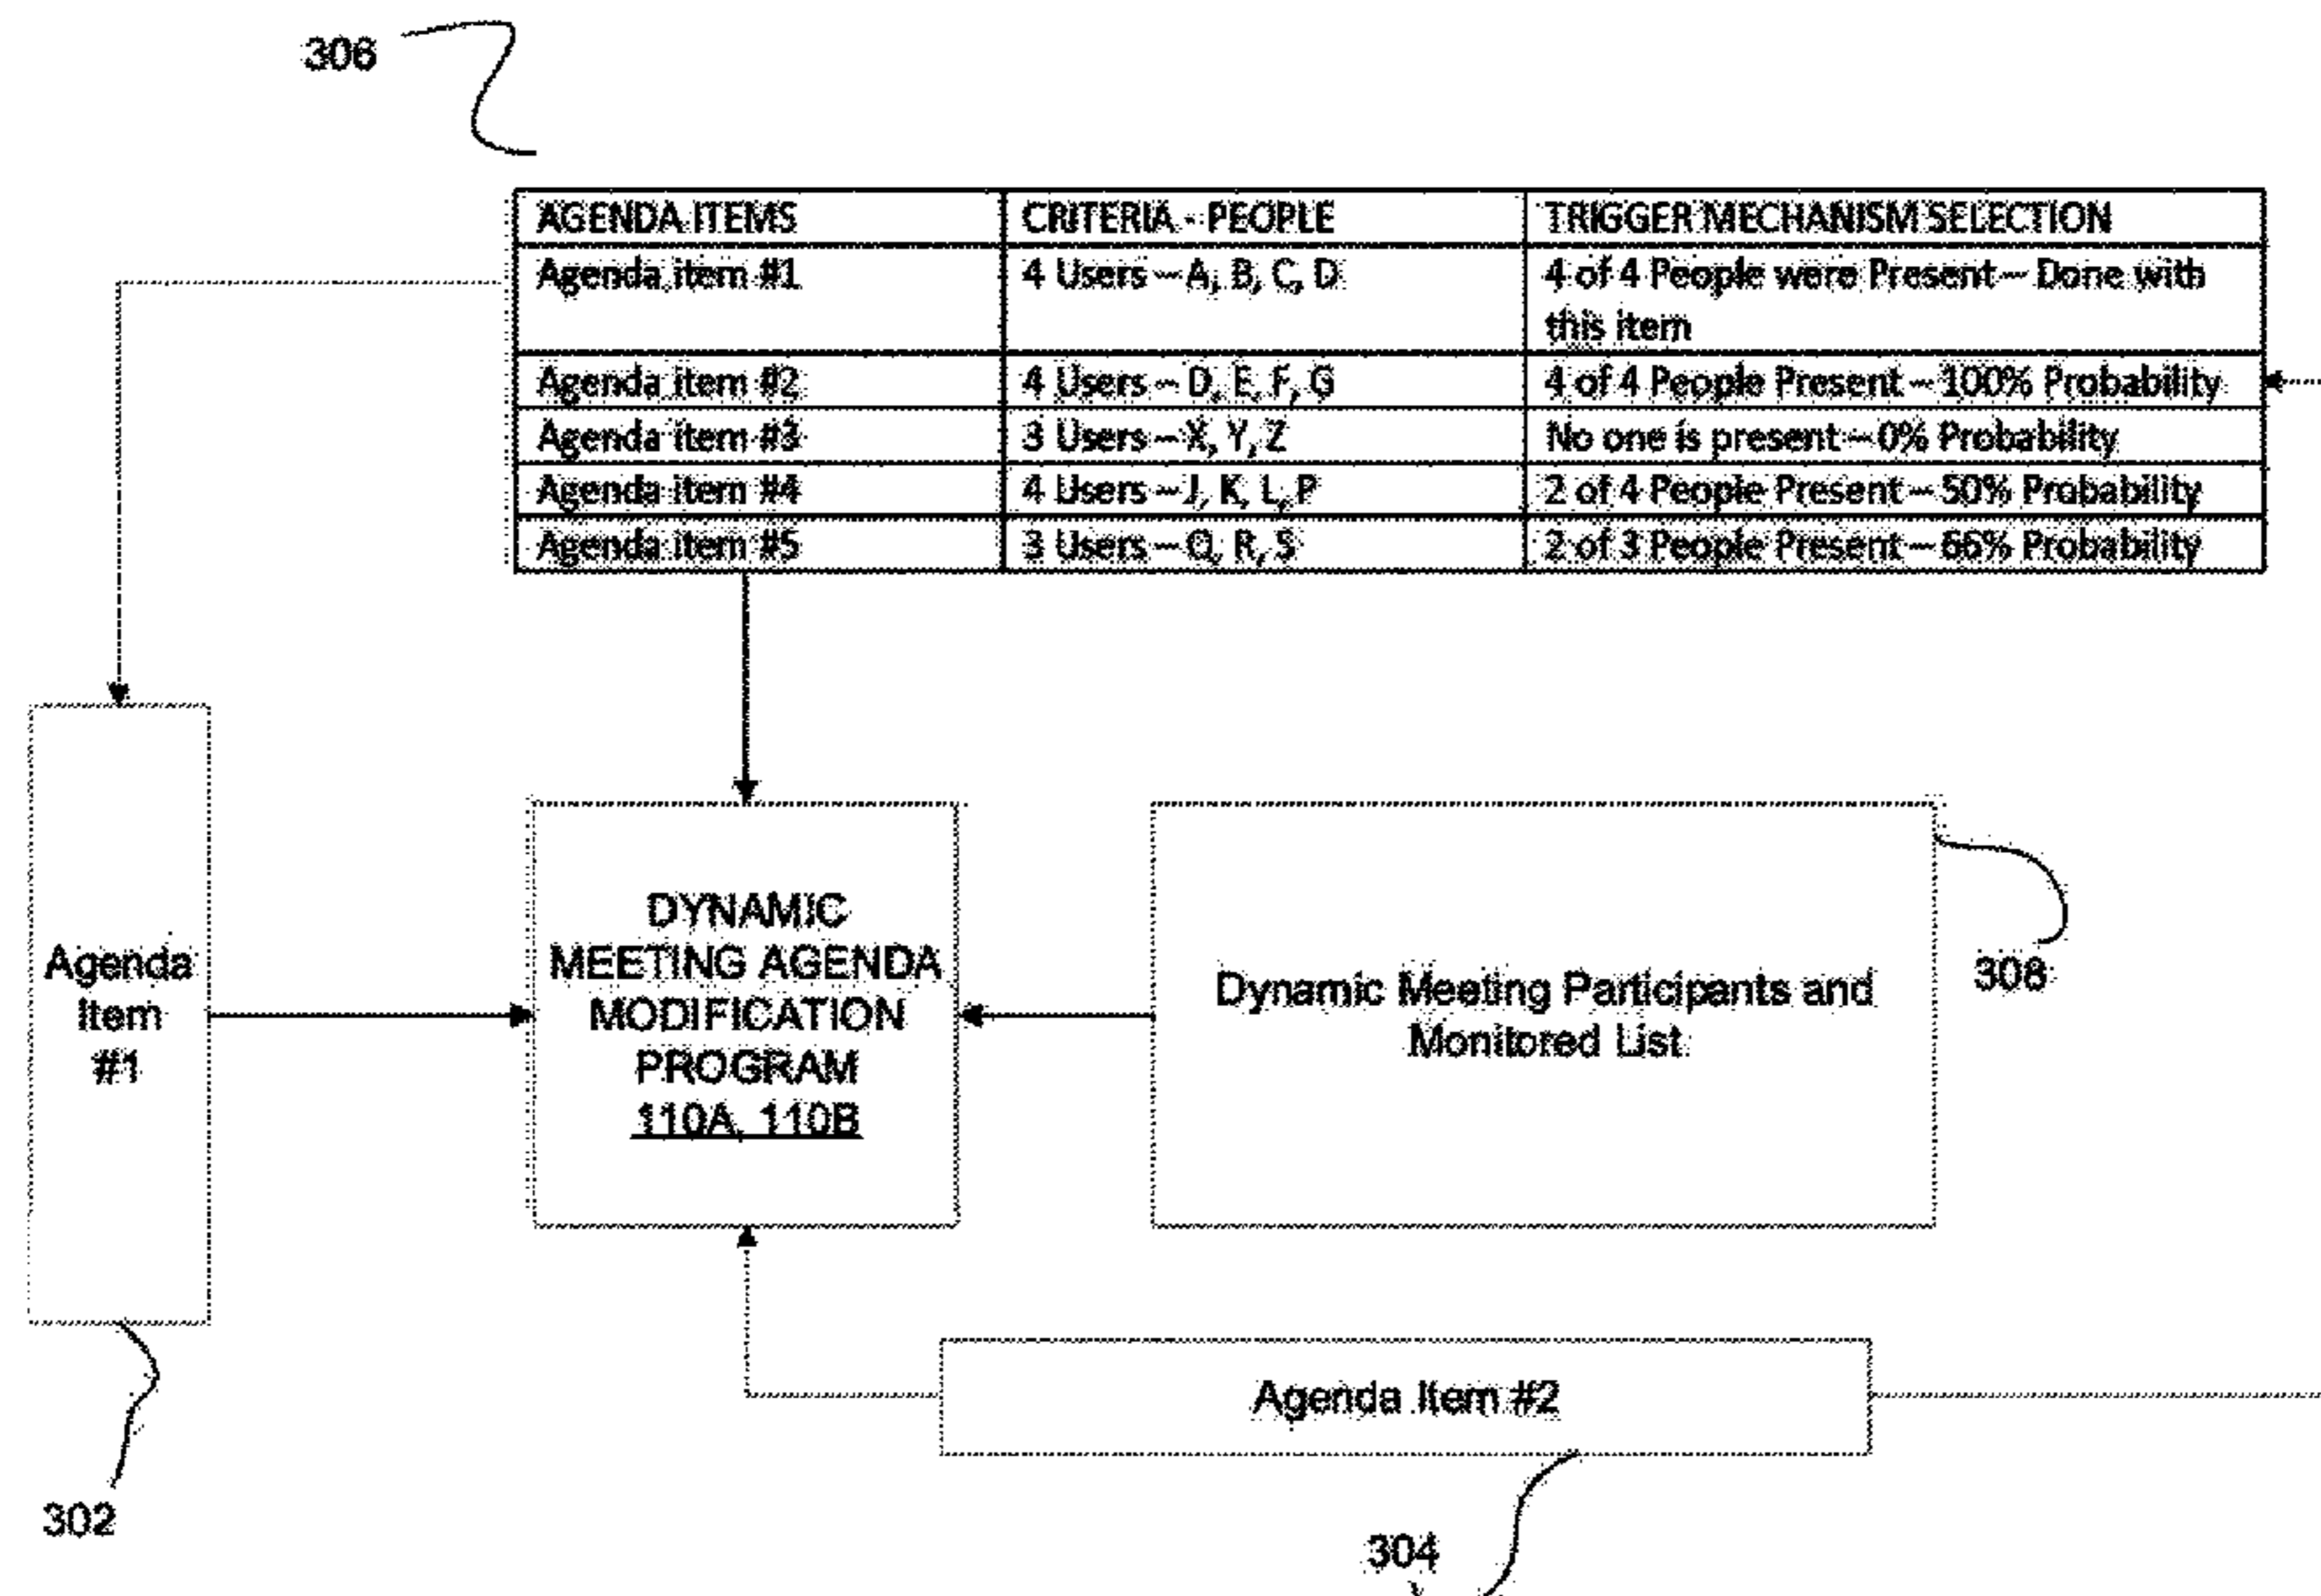 306
AGENDA ITEMS CRITERIA - PEOPLE TRIGGER MECHANISM SELECTION
Agenda item #1 4 Users – A, B, C, D 4 of 4 People were Present – Done with
this item
Agenda item #2 4 Users – D, E, F, G 4 of 4 People Present – 100% Probability
Agenda item #3 3 Users – X, Y, Z No one is present – 0% Probability
Agenda item #4 4 Users – J, K, L, P 2 of 4 People Present – 50% Probability
Agenda item #5 3 Users – Q, R, S 2 of 3 People Present – 66% Probability
Agenda
Item
#1
DYNAMIC
MEETING AGENDA
MODIFICATION
PROGRAM
110A, 110B
Dynamic Meeting Participants and
Monitored List
308
Agenda Item #2
302
304